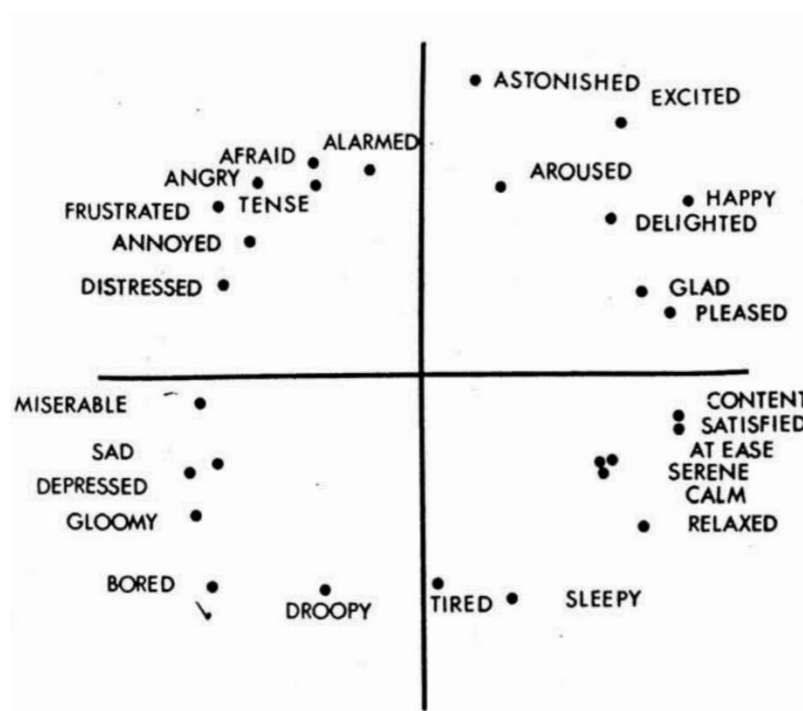 ASTONISHED
EXCITED
AFRAID
ALARMED
ANGRY
AROUSED
FRUSTRATED
TENSE
HAPPY
ANNOYED
DELIGHTED
DISTRESSED
GLAD
PLEASED
MISERABLE
CONTENT
SATISFIED
SAD
AT EASE
DEPRESSED
SERENE
CALM
GLOOMY
RELAXED
BORED
DROOPY
TIRED
SLEEPY